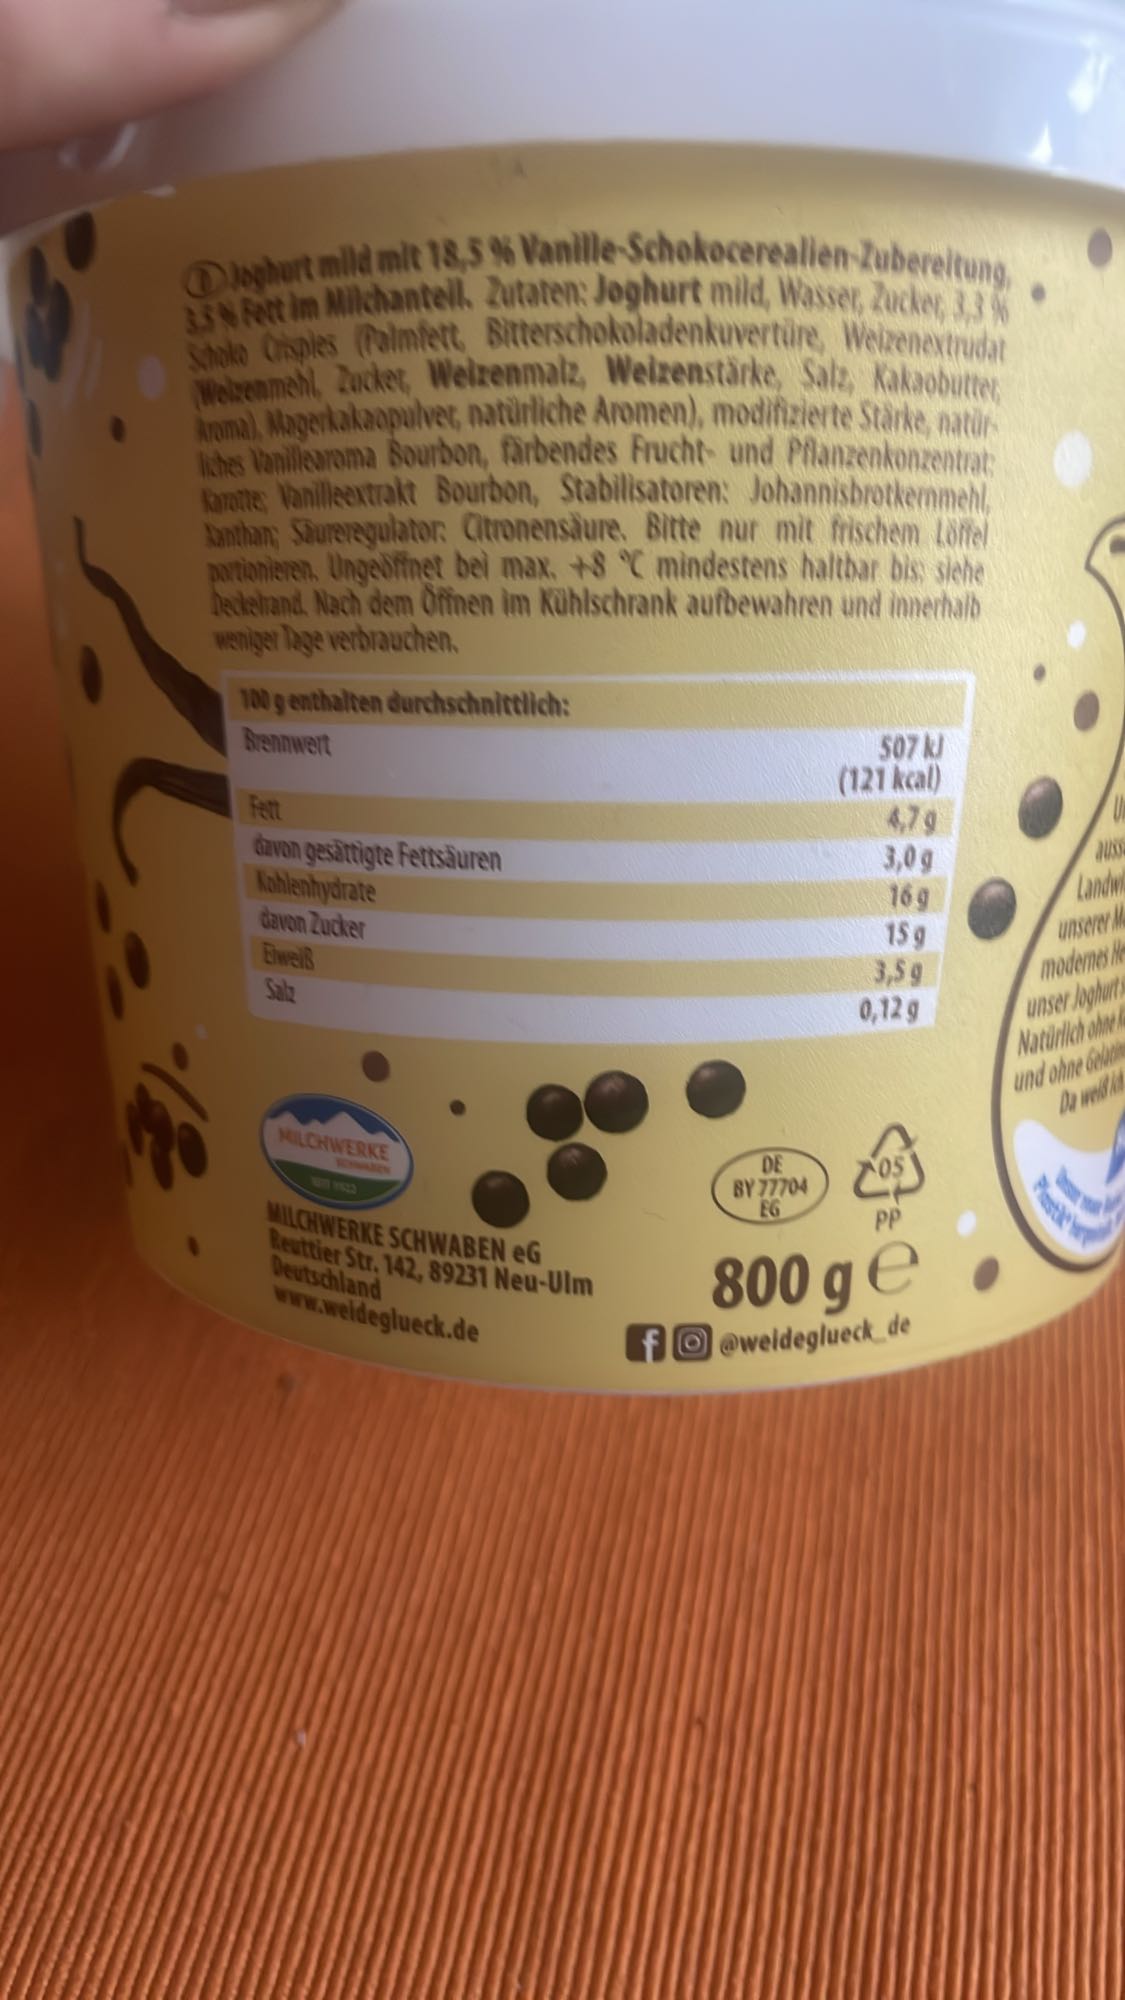 D Joghurt mild mit 18,5 % Vanille-Schokocerealien-Zubereitung,
3,5 % Fett im Milchanteil. Zutaten: Joghurt mild, Wasser, Zucker, 3,3 %
Schoko Crispies (Palmfett, Bitterschokoladenkuvertüre, Weizenextrudat
(Weizenmehl, Zucker, Weizenmalz, Weizenstärke, Salz, Kakaobutter,
Aroma), Magerkakaopulver, natürliche Aromen), modifizierte Stärke, natür-
liches Vanillearoma Bourbon, färbendes Frucht- und Pflanzenkonzentrat:
Karotte; Vanilleextrakt Bourbon, Stabilisatoren: Johannisbrotkernmehl,
Xanthan; Säureregulator: Citronensäure. Bitte nur mit frischem Löffel
portionieren. Ungeöffnet bei max. +8 °C mindestens haltbar bis: siehe
Deckelrand. Nach dem Öffnen im Kühlschrank aufbewahren und innerhalb
weniger Tage verbrauchen.
100 g enthalten durchschnittlich:
Brennwert 507 kJ
(121 kcal)
Fett 4,7 g
davon gesättigte Fettsäuren 3,0 g
Kohlenhydrate 16 g
davon Zucker 15 g
Eiweiß 3,5 g
Salz 0,12 g
MILCHWERKE
SCHWABEN
SEIT 1922
MILCHWERKE SCHWABEN eG
Reuttier Str. 142, 89231 Neu-Ulm
Deutschland
www.weideglueck.de
DE
BY 77704
EG
05
PP
800 g e
@weideglueck_de
unserer
modernes
unser Joghurt
Natürlich ohne
und ohne
Da weiß ich